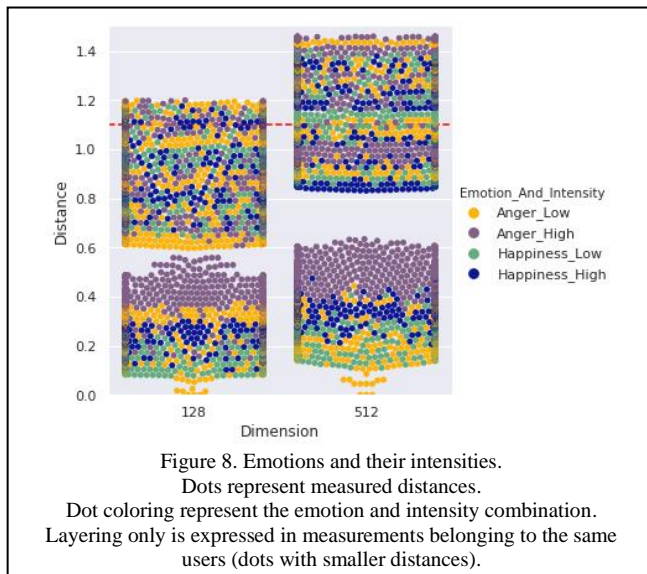 1.4
1.2
1.0
0.8
0.6
0.4
0.2
0.0
Distance
128
512
Dimension
Emotion_And_Intensity
Anger_Low
Anger_High
Happiness_Low
Happiness_High
Figure 8. Emotions and their intensities.
Dots represent measured distances.
Dot coloring represent the emotion and intensity combination.
Layering only is expressed in measurements belonging to the same
users (dots with smaller distances).